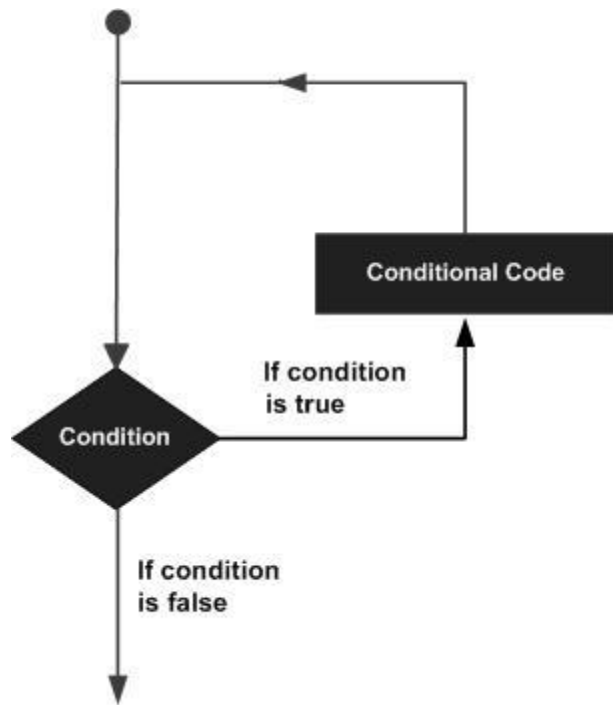 Conditional Code
If condition
is true
Condition
If condition
is false